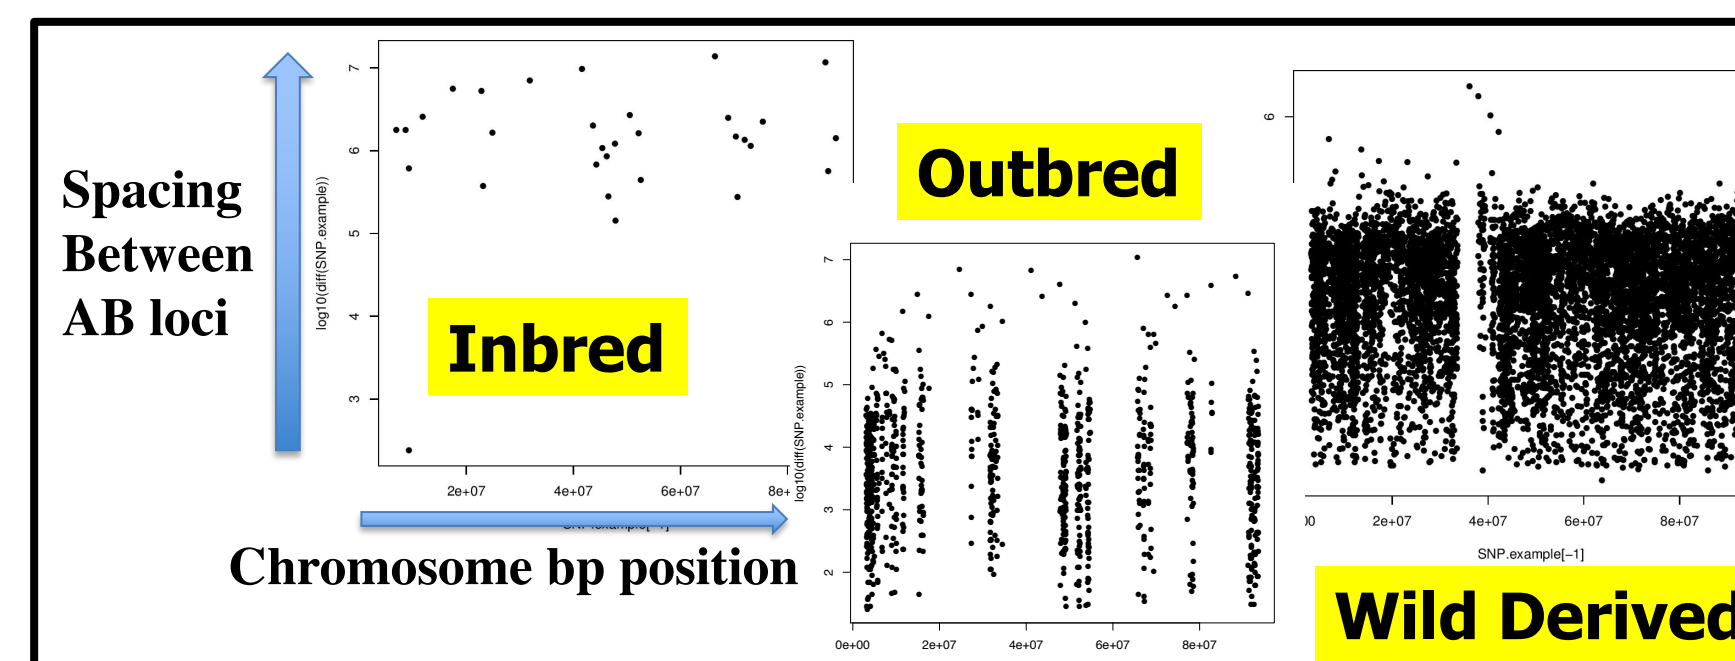 Spacing
Between
AB loci
log10(diff(SNP.example))
7
6
5
4
3
Inbred
2e+07 4e+07 6e+07 8e+
Chromosome bp position
Outbred
log10(diff(SNP.example))
7
6
5
4
3
2
0e+00 2e+07 4e+07 6e+07 8e+07
6
2e+07 4e+07 6e+07 8e+07
SNP.example[−1]
Wild Derived